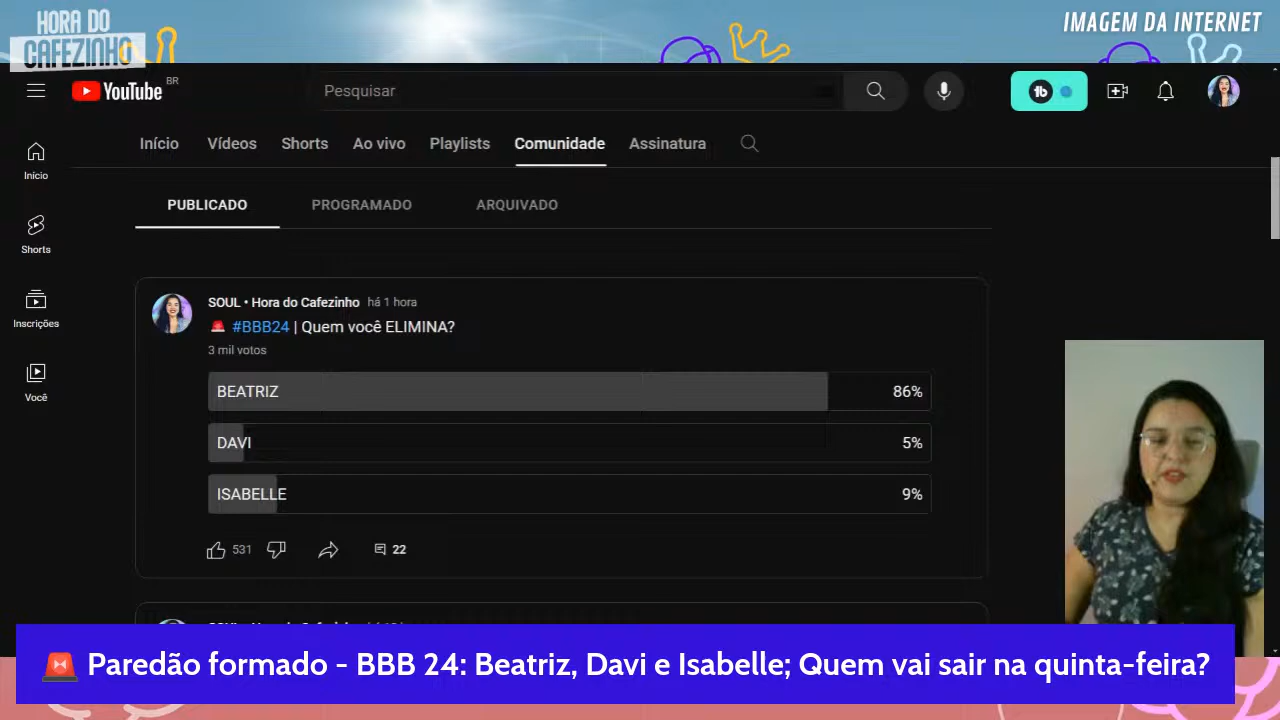 HORA DO
CAFEZINHO
IMAGEM DA INTERNET
YouTube BR
Pesquisar
Início Vídeos Shorts Ao vivo Playlists Comunidade Assinatura
Início
Shorts
Inscrições
Você
PUBLICADO PROGRAMADO ARQUIVADO
SOUL • Hora do Cafezinho há 1 hora
🚨 #BBB24 | Quem você ELIMINA?
3 mil votos
BEATRIZ 86%
DAVI 5%
ISABELLE 9%
531 22
🚨 Paredão formado - BBB 24: Beatriz, Davi e Isabelle; Quem vai sair na quinta-feira?